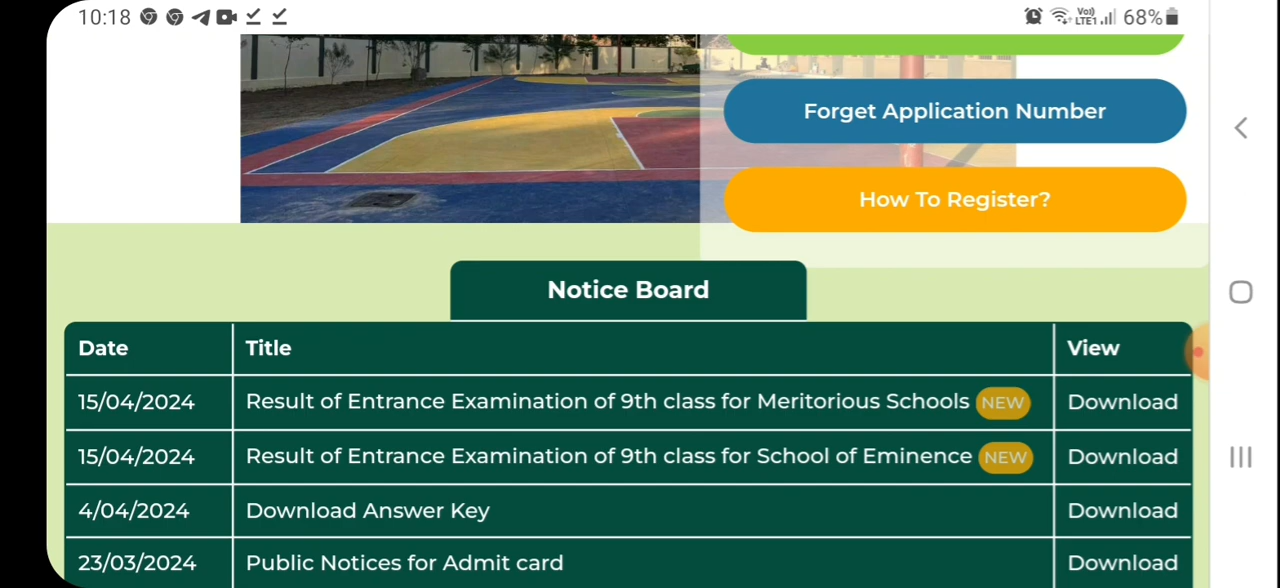 10:18 Vo) LTE1 68%
Forget Application Number
How To Register?
Notice Board
Date Title View
15/04/2024 Result of Entrance Examination of 9th class for Meritorious Schools NEW Download
15/04/2024 Result of Entrance Examination of 9th class for School of Eminence NEW Download
4/04/2024 Download Answer Key Download
23/03/2024 Public Notices for Admit card Download